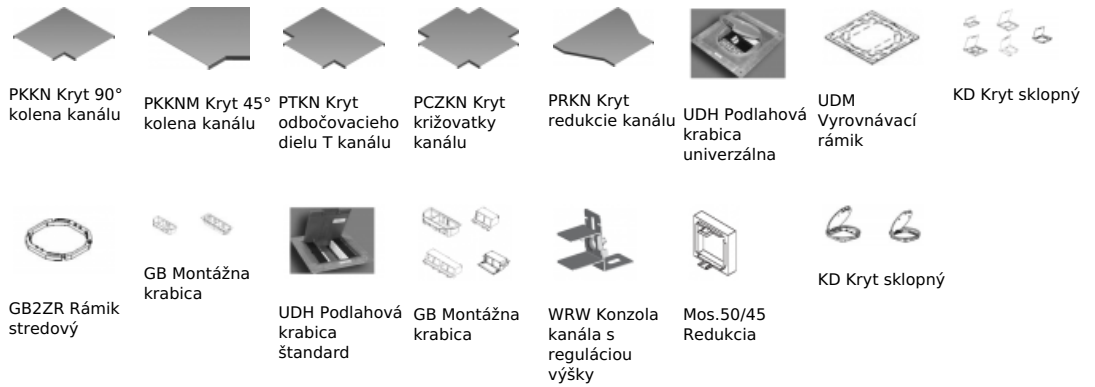 PKKN Kryt 90°
kolena kanálu
PKKNM Kryt 45°
kolena kanálu
PTKN Kryt
odbočovacieho
dielu T kanálu
PCZKN Kryt
križovatky
kanálu
PRKN Kryt
redukcie kanálu
UDH Podlahová
krabica
univerzálna
UDM
Vyrovnávací
rámik
KD Kryt sklopný
GB2ZR Rámik
stredový
GB Montážna
krabica
UDH Podlahová
krabica
štandard
GB Montážna
krabica
WRW Konzola
kanála s
reguláciou
výšky
Mos.50/45
Redukcia
KD Kryt sklopný